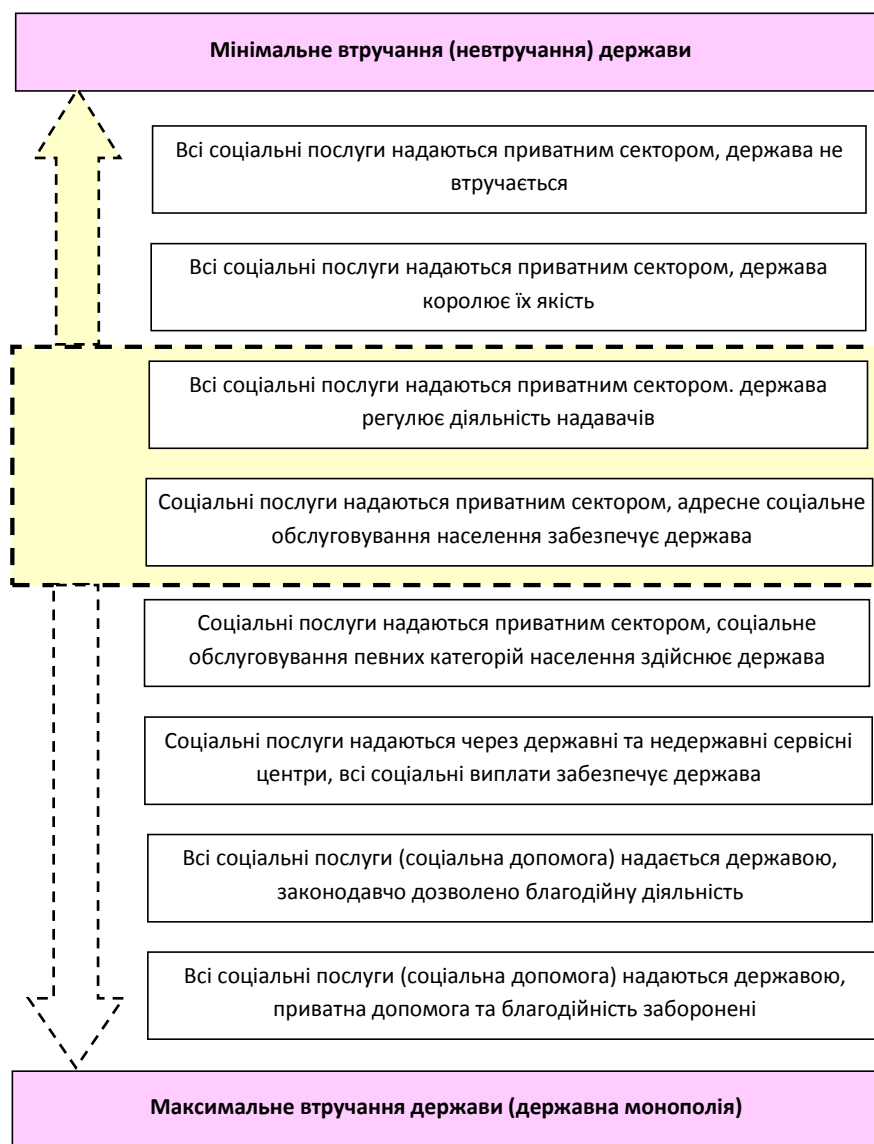 Мінімальне втручання (невтручання) держави
Всі соціальні послуги надаються приватним сектором, держава не
втручається
Всі соціальні послуги надаються приватним сектором, держава
королює їх якість
Всі соціальні послуги надаються приватним сектором. держава
регулює діяльність надавачів
Соціальні послуги надаються приватним сектором, адресне соціальне
обслуговування населення забезпечує держава
Соціальні послуги надаються приватним сектором, соціальне
обслуговування певних категорій населення здійснює держава
Соціальні послуги надаються через державні та недержавні сервісні
центри, всі соціальні виплати забезпечує держава
Всі соціальні послуги (соціальна допомога) надається державою,
законодавчо дозволено благодійну діяльність
Всі соціальні послуги (соціальна допомога) надаються державою,
приватна допомога та благодійність заборонені
Максимальне втручання держави (державна монополія)